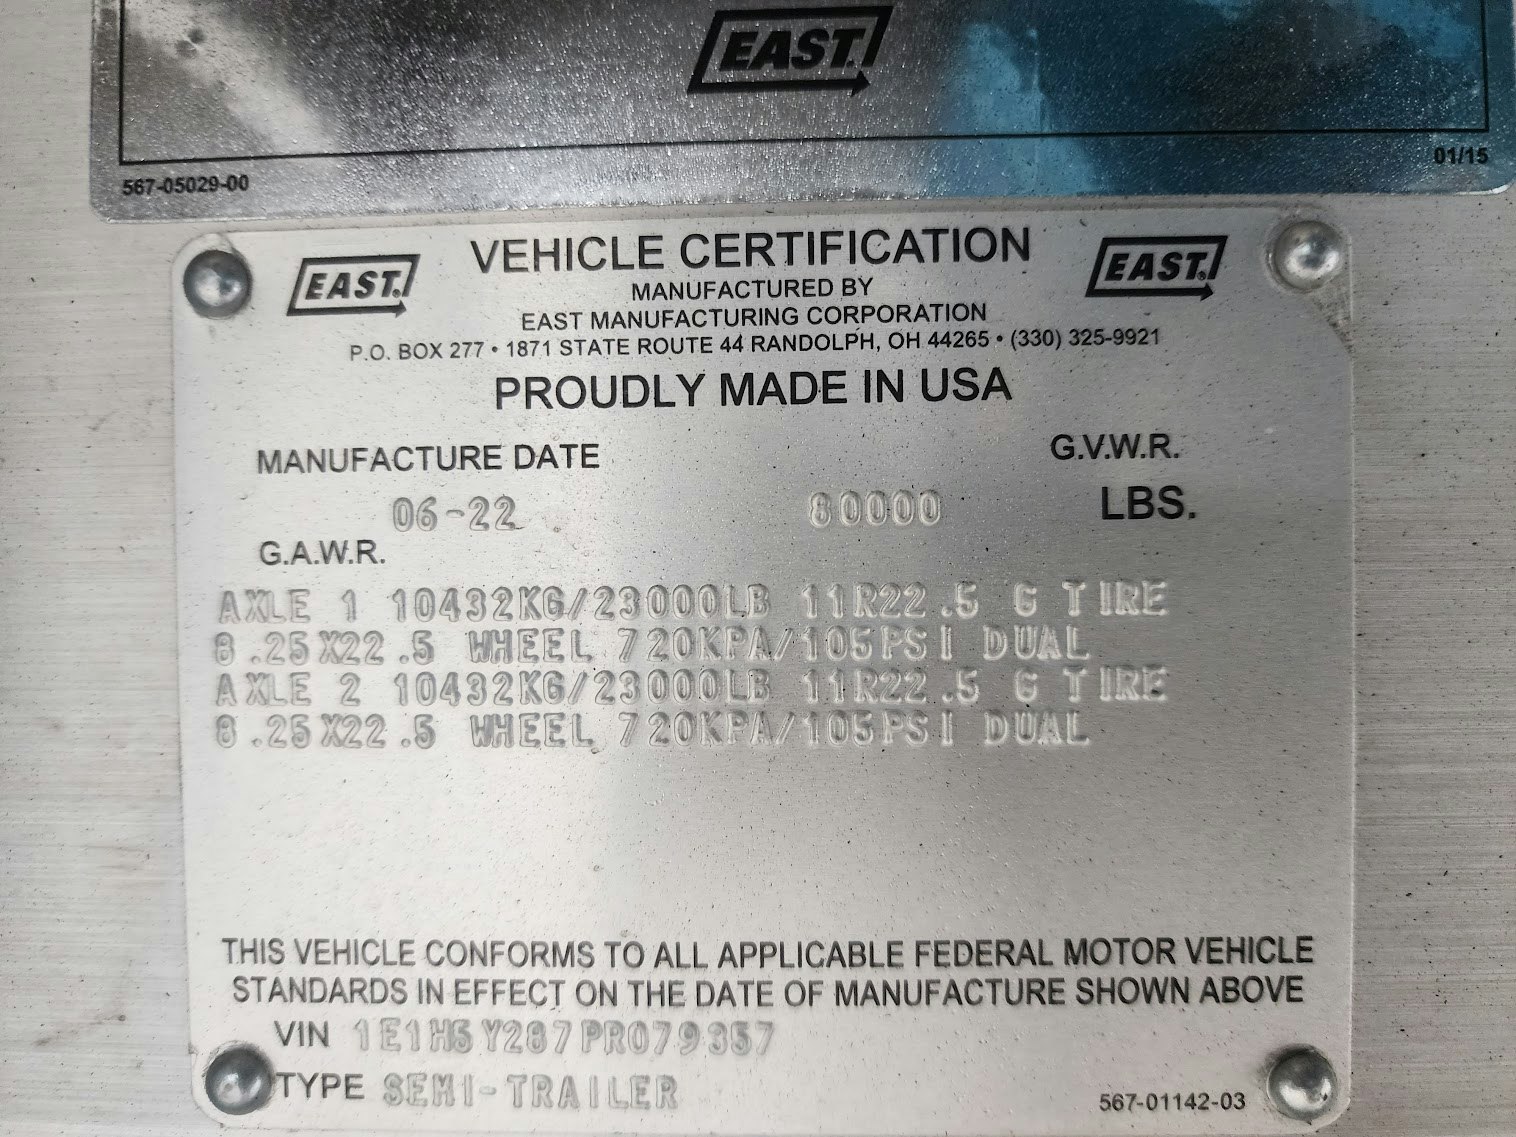 EAST.
567-05029-00
01/15
EAST.
VEHICLE CERTIFICATION
EAST.
MANUFACTURED BY
EAST MANUFACTURING CORPORATION
P.O. BOX 277 • 1871 STATE ROUTE 44 RANDOLPH, OH 44265 • (330) 325-9921
PROUDLY MADE IN USA
MANUFACTURE DATE
G.V.W.R.
06-22 80000 LBS.
G.A.W.R.
AXLE 1 10432KG/23000LB 11R22.5 G TIRE
8.25X22.5 WHEEL 720KPA/105PSI DUAL
AXLE 2 10432KG/23000LB 11R22.5 G TIRE
8.25X22.5 WHEEL 720KPA/105PSI DUAL
THIS VEHICLE CONFORMS TO ALL APPLICABLE FEDERAL MOTOR VEHICLE
STANDARDS IN EFFECT ON THE DATE OF MANUFACTURE SHOWN ABOVE
VIN 1E1H5Y287PR079357
TYPE SEMI-TRAILER
567-01142-03